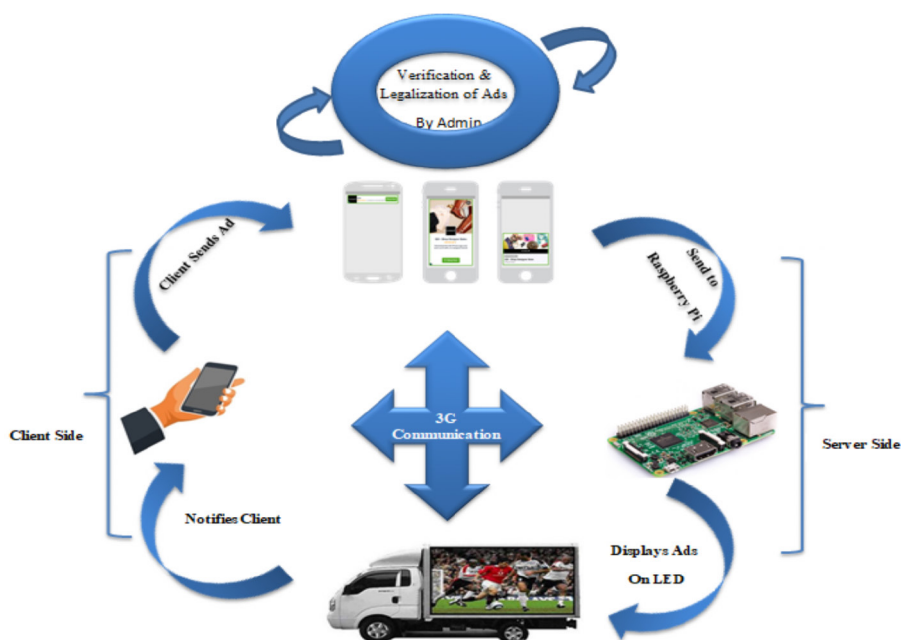 Verification &
Legalization of Ads
By Admin
Client Sends Ad
Send to
Raspberry Pi
3G
Communication
Client Side
Server Side
Notifies Client
Displays Ads
On LED